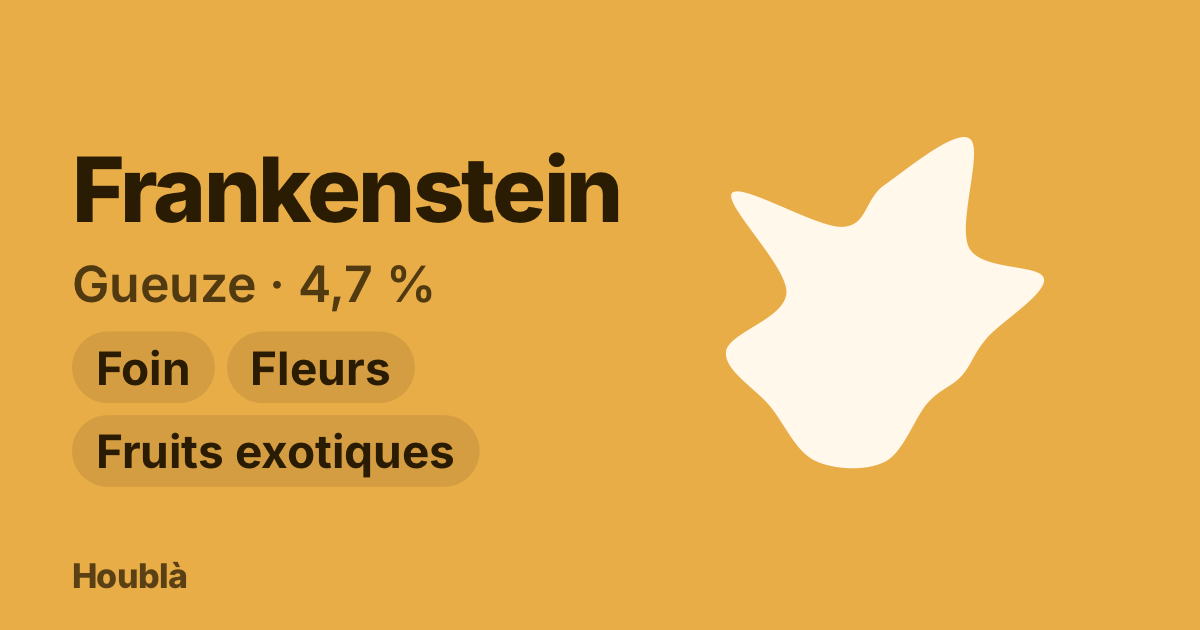 Frankenstein
Gueuze · 4,7 %
Foin Fleurs
Fruits exotiques
Houblà